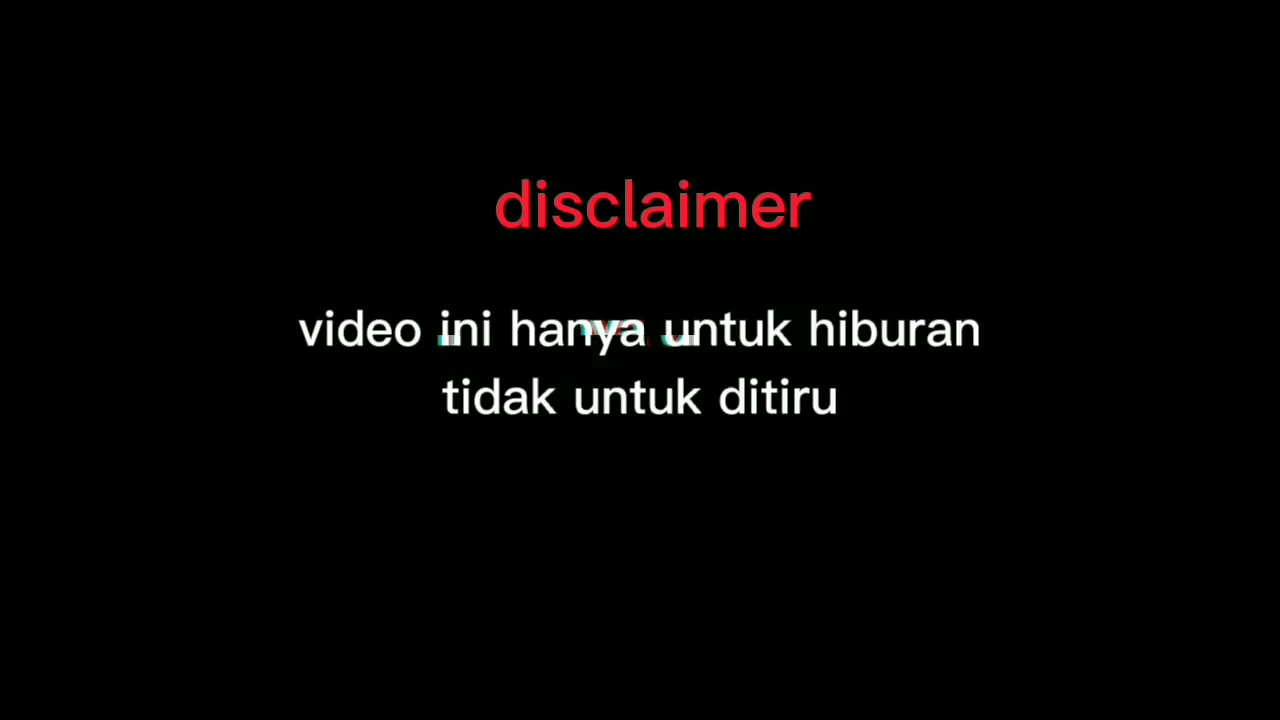 disclaimer
video ini hanya untuk hiburan
tidak untuk ditiru